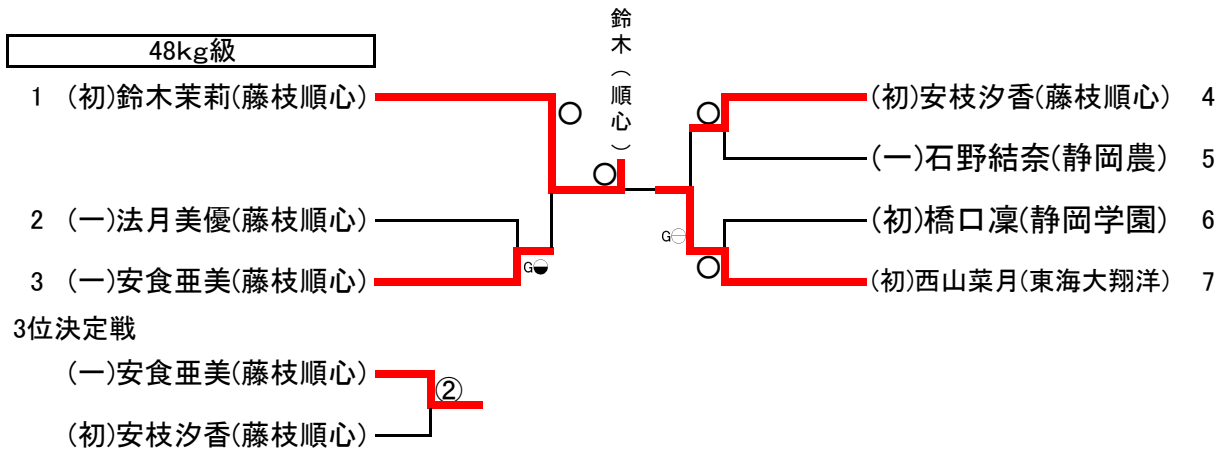 鈴木（順心）
48kg級
1 (初)鈴木茉莉(藤枝順心)
2 (一)法月美優(藤枝順心)
3 (一)安食亜美(藤枝順心)
G
(初)安枝汐香(藤枝順心) 4
(一)石野結奈(静岡農) 5
(初)橋口凜(静岡学園) 6
G
(初)西山菜月(東海大翔洋) 7
3位決定戦
(一)安食亜美(藤枝順心)
②
(初)安枝汐香(藤枝順心)